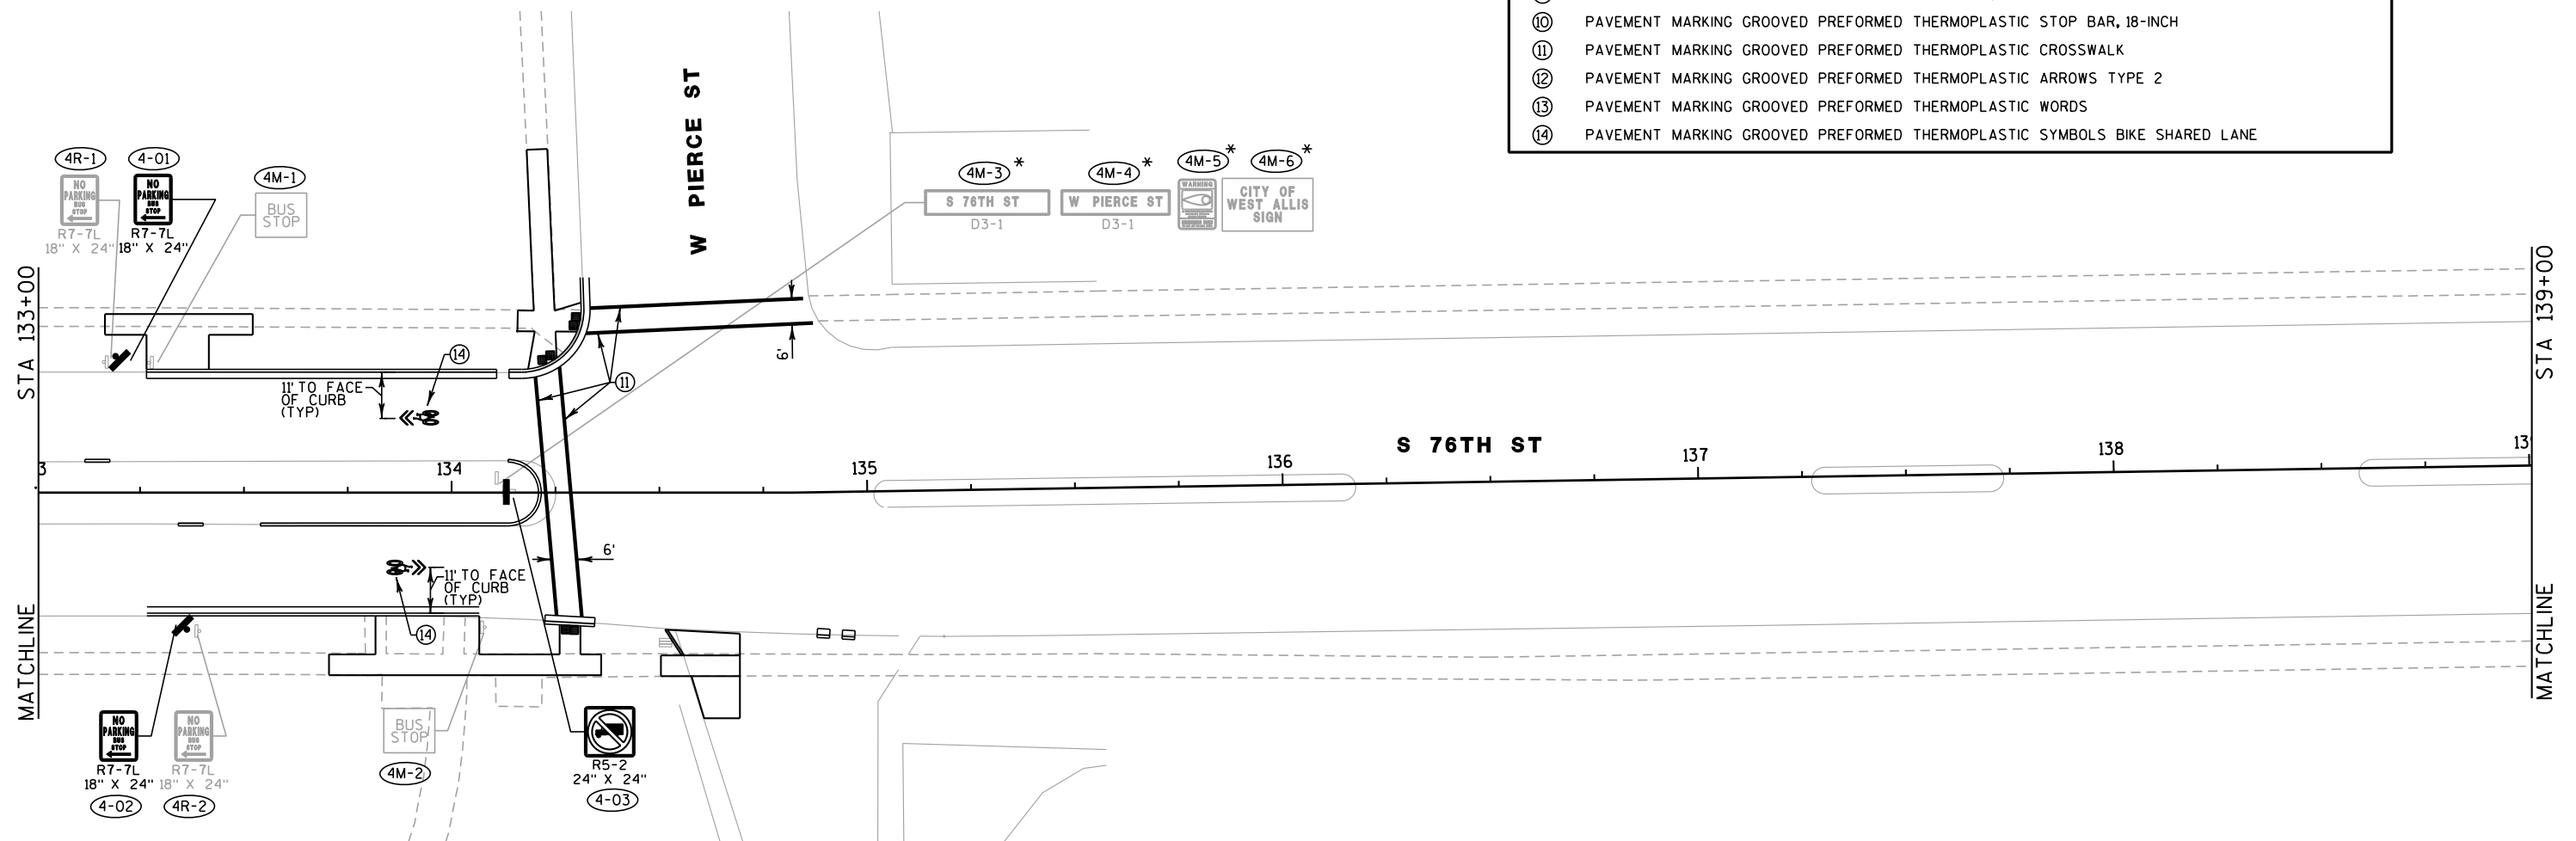 10 PAVEMENT MARKING GROOVED PREFORMED THERMOPLASTIC STOP BAR, 18-INCH
11 PAVEMENT MARKING GROOVED PREFORMED THERMOPLASTIC CROSSWALK
12 PAVEMENT MARKING GROOVED PREFORMED THERMOPLASTIC ARROWS TYPE 2
13 PAVEMENT MARKING GROOVED PREFORMED THERMOPLASTIC WORDS
14 PAVEMENT MARKING GROOVED PREFORMED THERMOPLASTIC SYMBOLS BIKE SHARED LANE
W PIERCE ST
4R-1
NO
PARKING
BUS
STOP
R7-7L
18" X 24"
4-01
NO
PARKING
BUS
STOP
R7-7L
18" X 24"
4M-1
BUS
STOP
4M-3 *
S 76TH ST
D3-1
4M-4 *
W PIERCE ST
D3-1
4M-5 *
WARNING
4M-6 *
CITY OF
WEST ALLIS
SIGN
STA 133+00
STA 139+00
14
11' TO FACE
OF CURB
(TYP)
11
6'
S 76TH ST
3
134
135
136
137
138
13
6'
11' TO FACE
OF CURB
(TYP)
14
MATCHLINE
MATCHLINE
NO
PARKING
BUS
STOP
R7-7L
18" X 24"
4-02
NO
PARKING
BUS
STOP
R7-7L
18" X 24"
4R-2
BUS
STOP
4M-2
R5-2
24" X 24"
4-03